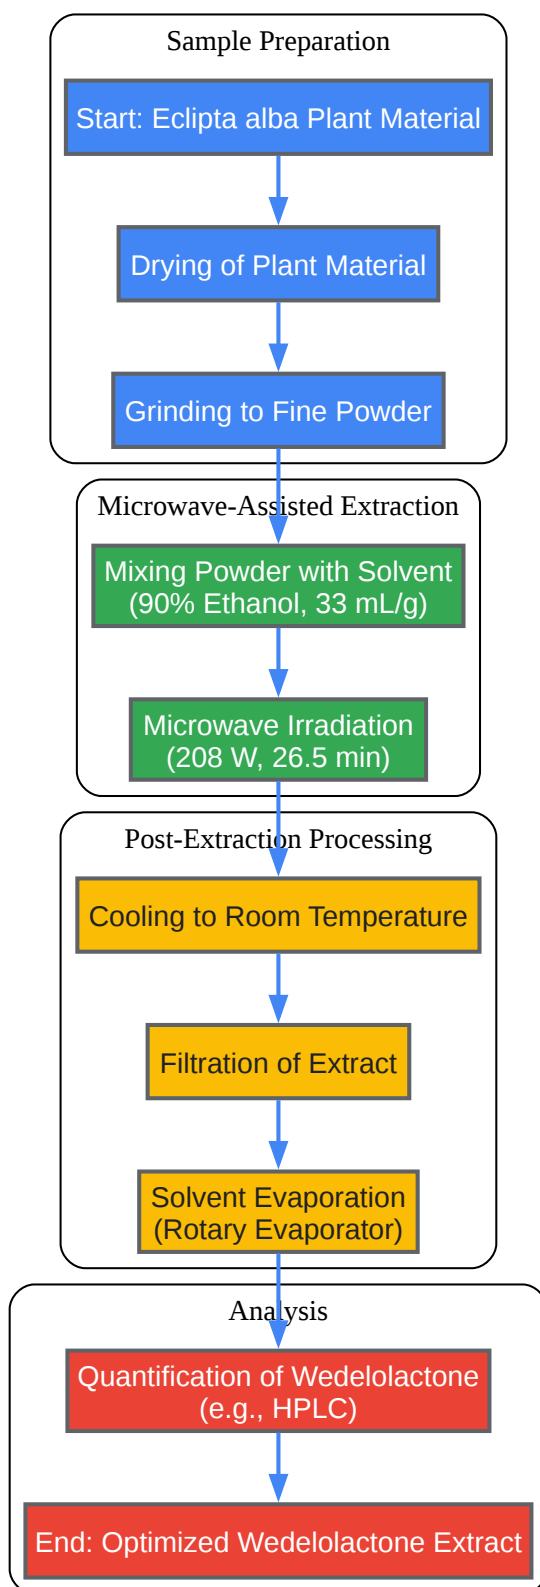 Sample Preparation
Start: Eclipta alba Plant Material
Drying of Plant Material
Grinding to Fine Powder
Microwave-Assisted Extraction
Mixing Powder with Solvent
(90% Ethanol, 33 mL/g)
Microwave Irradiation
(208 W, 26.5 min)
Post-Extraction Processing
Cooling to Room Temperature
Filtration of Extract
Solvent Evaporation
(Rotary Evaporator)
Analysis
Quantification of Wedelolactone
(e.g., HPLC)
End: Optimized Wedelolactone Extract